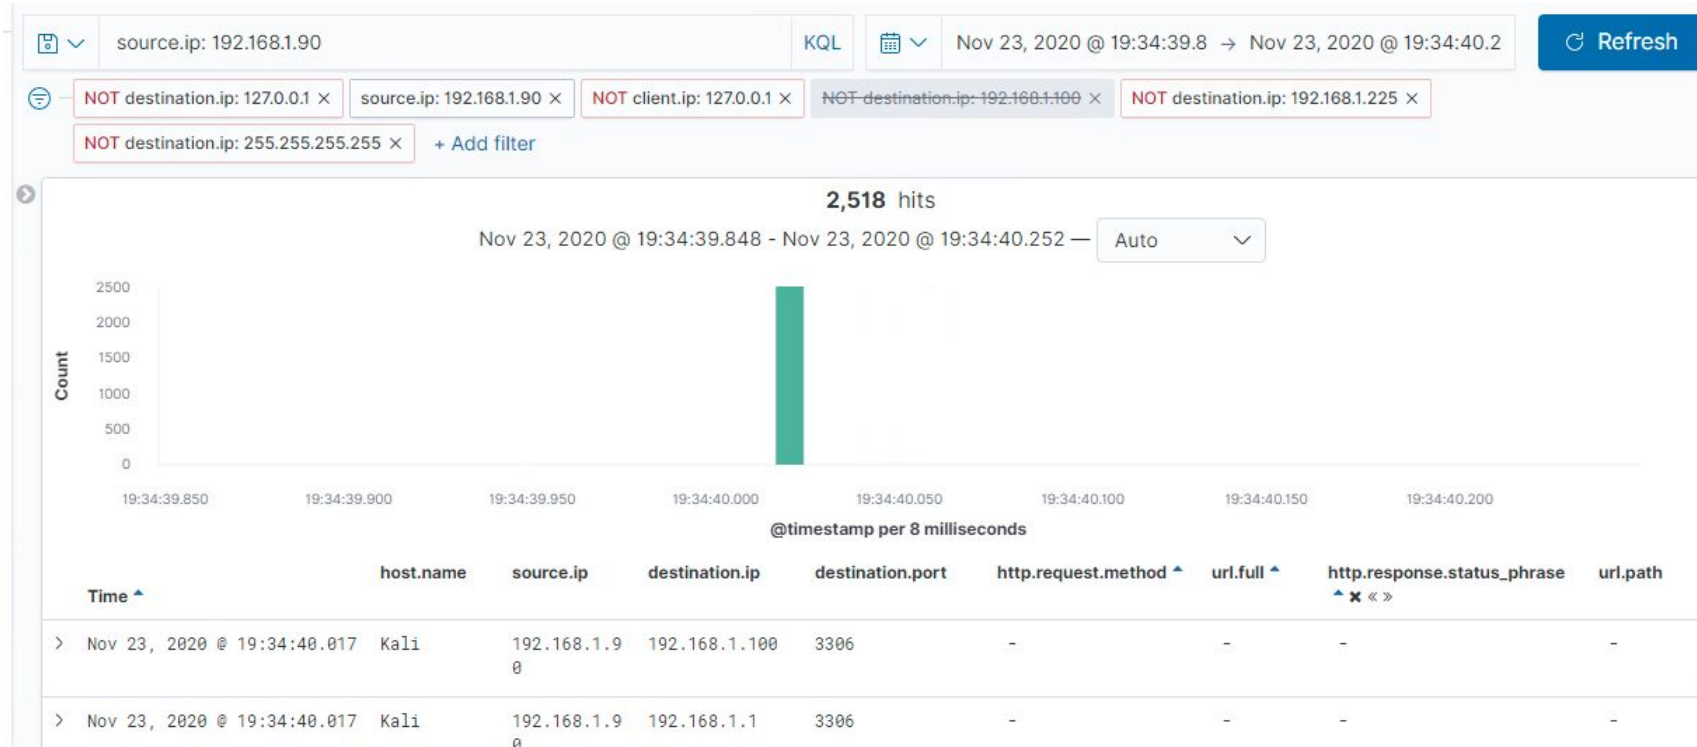 source.ip: 192.168.1.90 KQL Nov 23, 2020 @ 19:34:39.8 → Nov 23, 2020 @ 19:34:40.2 Refresh
NOT destination.ip: 127.0.0.1 × source.ip: 192.168.1.90 × NOT client.ip: 127.0.0.1 × NOT destination.ip: 192.168.1.100 × NOT destination.ip: 192.168.1.225 ×
NOT destination.ip: 255.255.255.255 × + Add filter
2,518 hits
Nov 23, 2020 @ 19:34:39.848 - Nov 23, 2020 @ 19:34:40.252 — Auto
2500
2000
1500
1000
500
0
Count
19:34:39.850 19:34:39.900 19:34:39.950 19:34:40.000 19:34:40.050 19:34:40.100 19:34:40.150 19:34:40.200
@timestamp per 8 milliseconds
Time host.name source.ip destination.ip destination.port http.request.method url.full http.response.status_phrase url.path
Nov 23, 2020 @ 19:34:40.017 Kali 192.168.1.9 192.168.1.100 3306 - - - -
0
Nov 23, 2020 @ 19:34:40.017 Kali 192.168.1.9 192.168.1.1 3306 - - - -
0